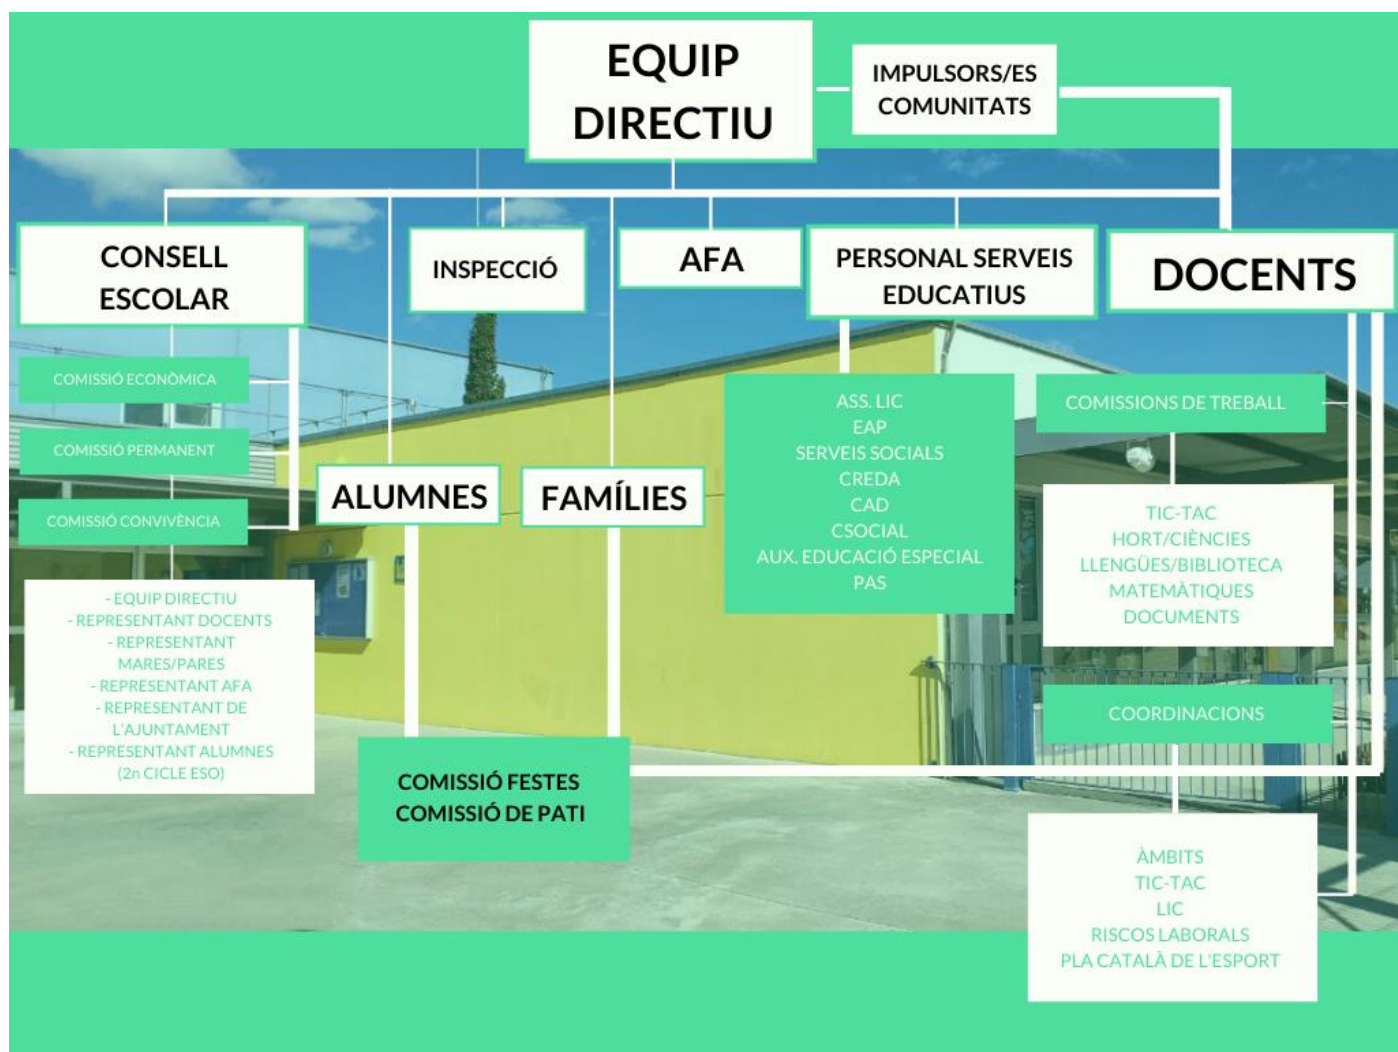 EQUIP
DIRECTIU
IMPULSORS/ES
COMUNITATS
CONSELL
ESCOLAR
INSPECCIÓ
AFA
PERSONAL SERVEIS
EDUCATIUS
DOCENTS
COMISSIÓ ECONÒMICA
COMISSIÓ PERMANENT
COMISSIÓ CONVIVÈNCIA
- EQUIP DIRECTIU
- REPRESENTANT DOCENTS
- REPRESENTANT
MARES/PARES
- REPRESENTANT AFA
- REPRESENTANT DE
L'AJUNTAMENT
- REPRESENTANT ALUMNES
(2n CICLE ESO)
ALUMNES
FAMÍLIES
COMISSIÓ FESTES
COMISSIÓ DE PATI
ASS. LIC
EAP
SERVEIS SOCIALS
CREDA
CAD
CSOCIAL
AUX. EDUCACIÓ ESPECIAL
PAS
COMISSIONS DE TREBALL
TIC-TAC
HORT/CIÈNCIES
LLENGÜES/BIBLIOTECA
MATEMÀTIQUES
DOCUMENTS
COORDINACIONS
ÀMBITS
TIC-TAC
LIC
RISCOS LABORALS
PLA CATALÀ DE L'ESPORT